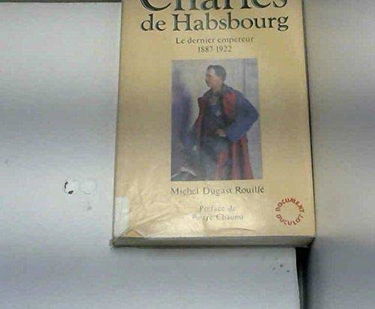 Charles
de Habsbourg
Le dernier empereur
1887-1922
Michel Dugast Rouillé
Préface de
Pierre Chaunu
DOCUMENT
DUCULOT